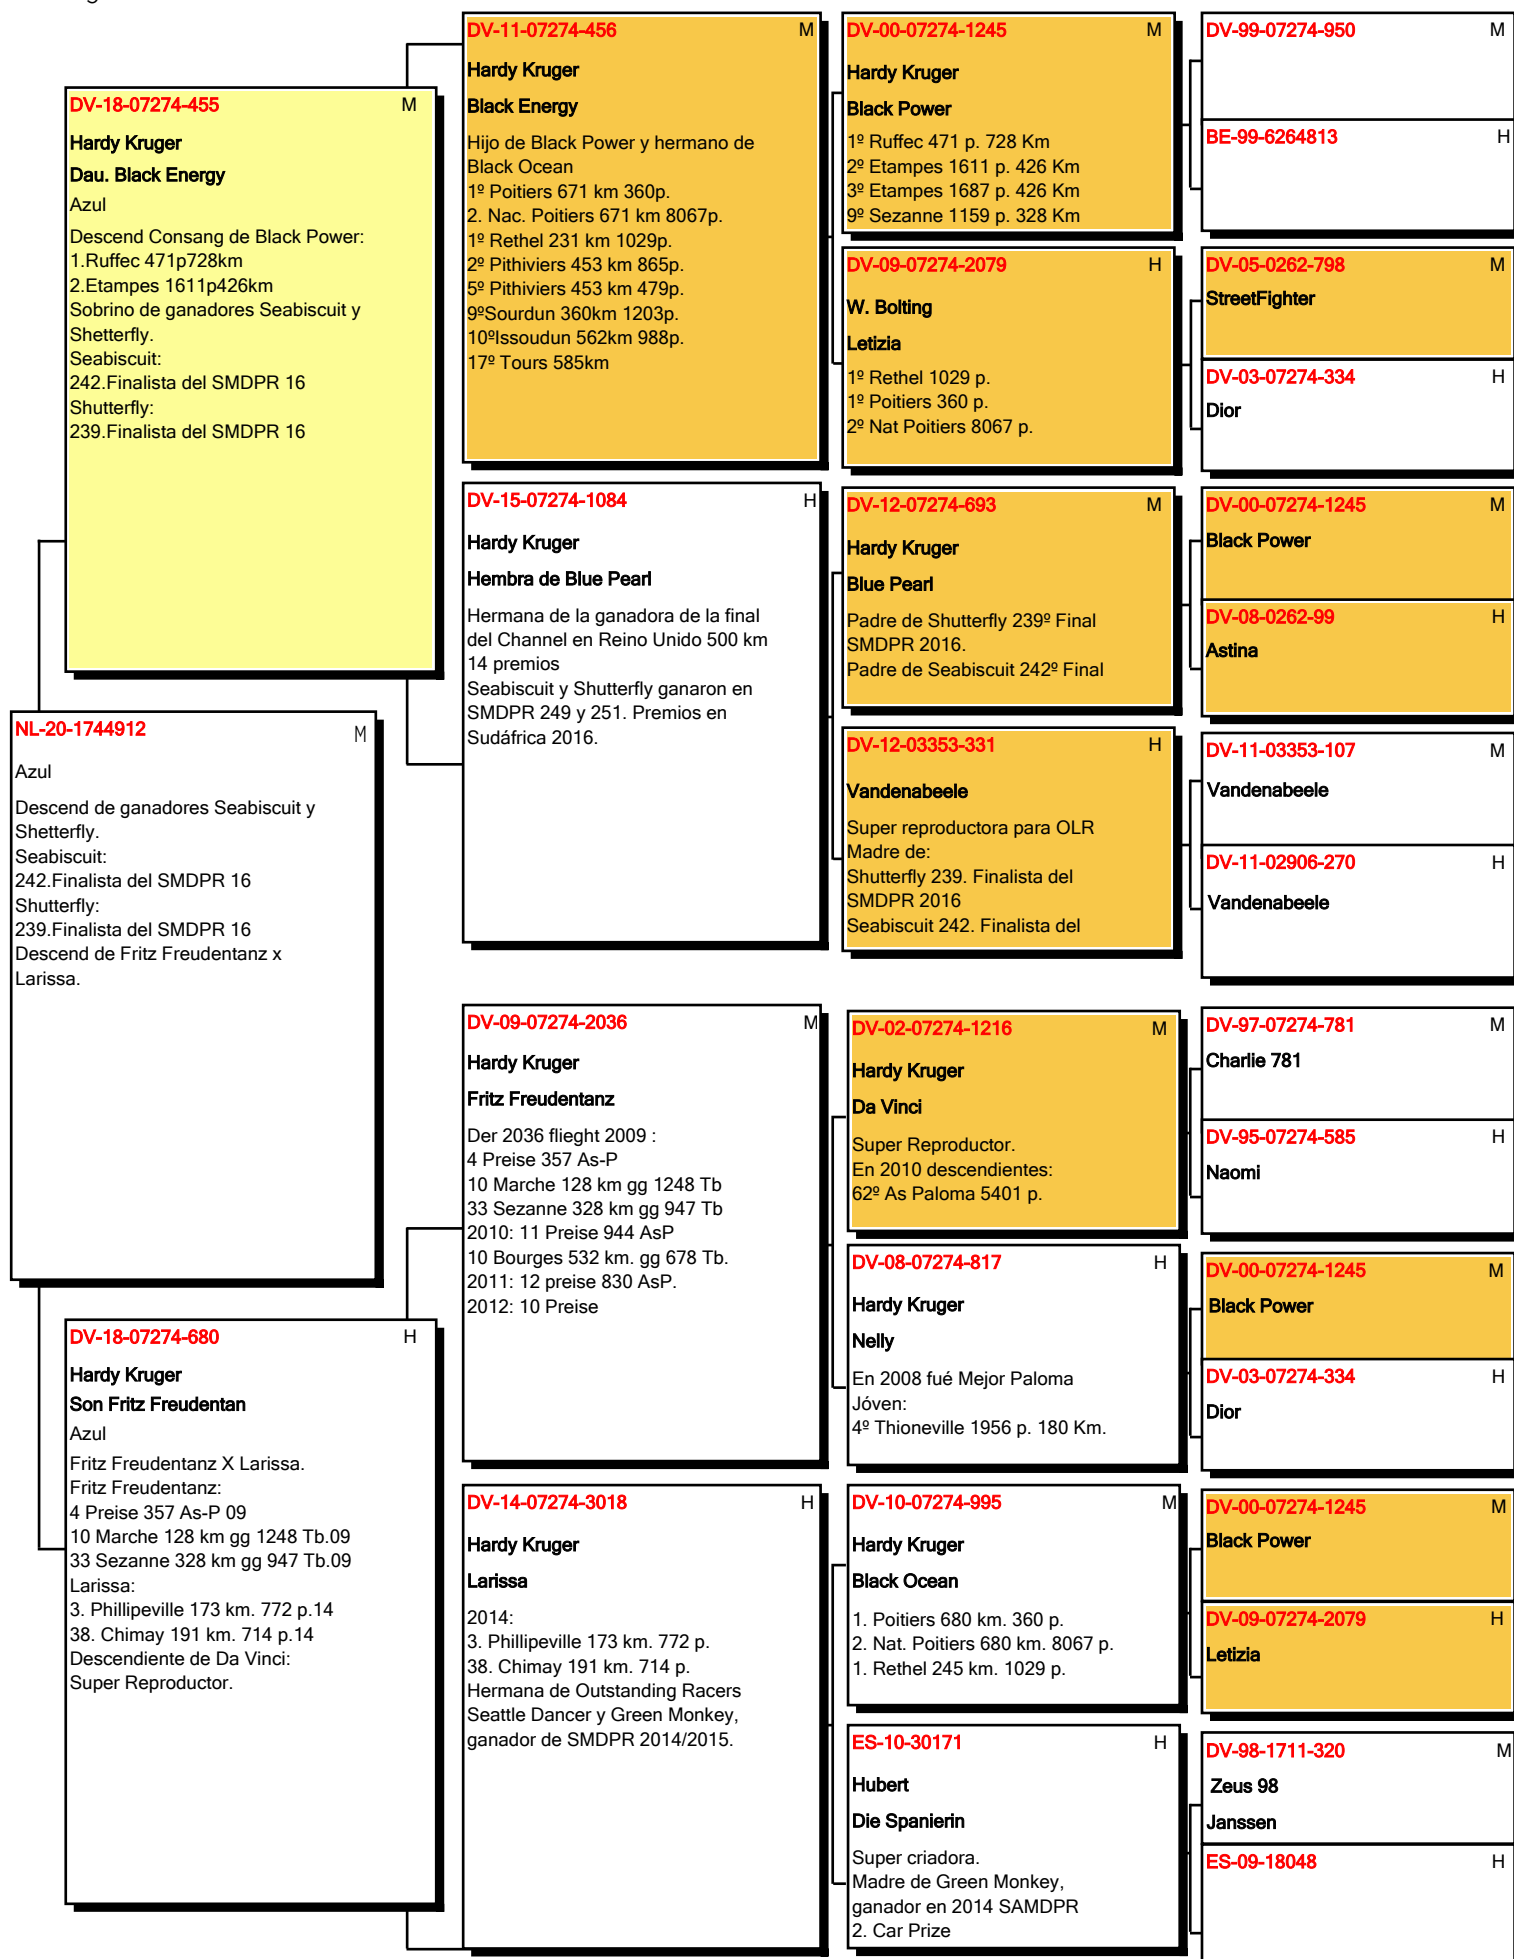 NL-20-1744912 M
Azul
Descend de ganadores Seabiscuit y
Shetterfly.
Seabiscuit:
242.Finalista del SMDPR 16
Shutterfly:
239.Finalista del SMDPR 16
Descend de Fritz Freudentanz x
Larissa.
DV-18-07274-455 M
Hardy Kruger
Dau. Black Energy
Azul
Descend Consang de Black Power:
1.Ruffec 471p728km
2.Etampes 1611p426km
Sobrino de ganadores Seabiscuit y
Shetterfly.
Seabiscuit:
242.Finalista del SMDPR 16
Shutterfly:
239.Finalista del SMDPR 16
DV-18-07274-680 H
Hardy Kruger
Son Fritz Freudentan
Azul
Fritz Freudentanz X Larissa.
Fritz Freudentanz:
4 Preise 357 As-P 09
10 Marche 128 km gg 1248 Tb.09
33 Sezanne 328 km gg 947 Tb.09
Larissa:
3. Phillipeville 173 km. 772 p.14
38. Chimay 191 km. 714 p.14
Descendiente de Da Vinci:
Super Reproductor.
DV-11-07274-456 M
Hardy Kruger
Black Energy
Hijo de Black Power y hermano de
Black Ocean
1º Poitiers 671 km 360p.
2. Nac. Poitiers 671 km 8067p.
1º Rethel 231 km 1029p.
2º Pithiviers 453 km 865p.
5º Pithiviers 453 km 479p.
9ºSourdun 360km 1203p.
10ºIssoudun 562km 988p.
17º Tours 585km
DV-15-07274-1084 H
Hardy Kruger
Hembra de Blue Pearl
Hermana de la ganadora de la final
del Channel en Reino Unido 500 km
14 premios
Seabiscuit y Shutterfly ganaron en
SMDPR 249 y 251. Premios en
Sudáfrica 2016.
DV-09-07274-2036 M
Hardy Kruger
Fritz Freudentanz
Der 2036 flieght 2009 :
4 Preise 357 As-P
10 Marche 128 km gg 1248 Tb
33 Sezanne 328 km gg 947 Tb
2010: 11 Preise 944 AsP
10 Bourges 532 km. gg 678 Tb.
2011: 12 preise 830 AsP.
2012: 10 Preise
DV-14-07274-3018 H
Hardy Kruger
Larissa
2014:
3. Phillipeville 173 km. 772 p.
38. Chimay 191 km. 714 p.
Hermana de Outstanding Racers
Seattle Dancer y Green Monkey,
ganador de SMDPR 2014/2015.
DV-00-07274-1245 M
Hardy Kruger
Black Power
1º Ruffec 471 p. 728 Km
2º Etampes 1611 p. 426 Km
3º Etampes 1687 p. 426 Km
9º Sezanne 1159 p. 328 Km
DV-09-07274-2079 H
W. Bolting
Letizia
1º Rethel 1029 p.
1º Poitiers 360 p.
2º Nat Poitiers 8067 p.
DV-12-07274-693 M
Hardy Kruger
Blue Pearl
Padre de Shutterfly 239º Final
SMDPR 2016.
Padre de Seabiscuit 242º Final
DV-12-03353-331 H
Vandenabeele
Super reproductora para OLR
Madre de:
Shutterfly 239. Finalista del
SMDPR 2016
Seabiscuit 242. Finalista del
DV-02-07274-1216 M
Hardy Kruger
Da Vinci
Super Reproductor.
En 2010 descendientes:
62º As Paloma 5401 p.
DV-08-07274-817 H
Hardy Kruger
Nelly
En 2008 fué Mejor Paloma
Jóven:
4º Thioneville 1956 p. 180 Km.
DV-10-07274-995 M
Hardy Kruger
Black Ocean
1. Poitiers 680 km. 360 p.
2. Nat. Poitiers 680 km. 8067 p.
1. Rethel 245 km. 1029 p.
ES-10-30171 H
Hubert
Die Spanierin
Super criadora.
Madre de Green Monkey,
ganador en 2014 SAMDPR
2. Car Prize
DV-99-07274-950 M
BE-99-6264813 H
DV-05-0262-798 M
StreetFighter
DV-03-07274-334 H
Dior
DV-00-07274-1245 M
Black Power
DV-08-0262-99 H
Astina
DV-11-03353-107 M
Vandenabeele
DV-11-02906-270 H
Vandenabeele
DV-97-07274-781 M
Charlie 781
DV-95-07274-585 H
Naomi
DV-00-07274-1245 M
Black Power
DV-03-07274-334 H
Dior
DV-00-07274-1245 M
Black Power
DV-09-07274-2079 H
Letizia
DV-98-1711-320 M
Zeus 98
Janssen
ES-09-18048 H